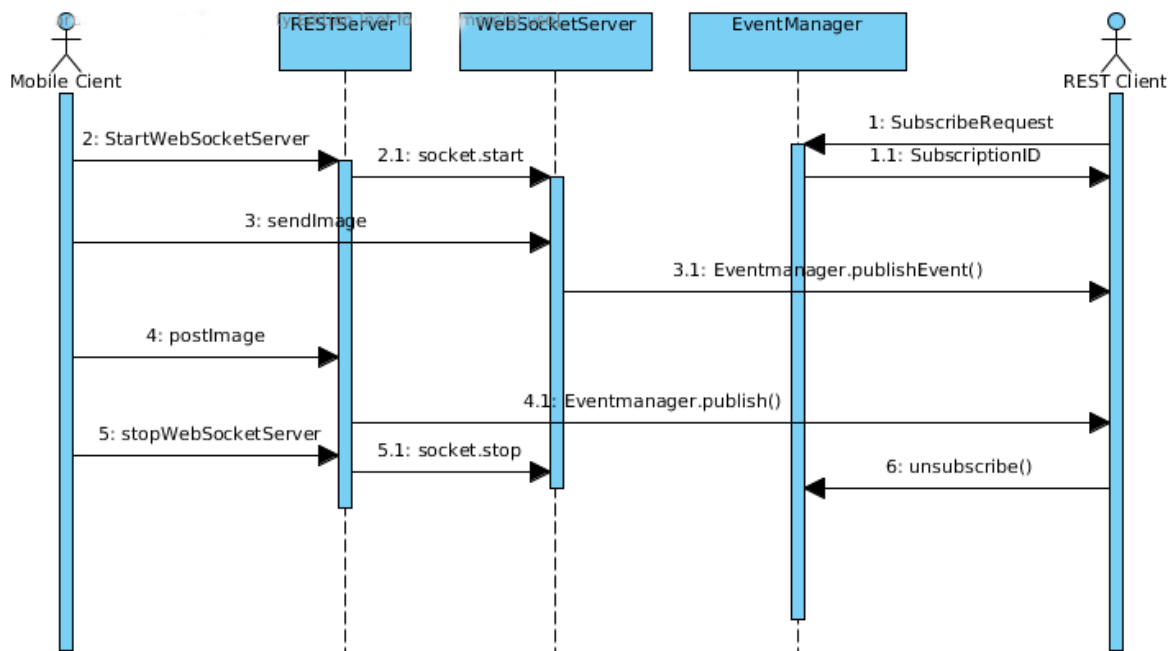 RESTServer
WebSocketServer
EventManager
Mobile Cient
REST Client
1: SubscribeRequest
2: StartWebSocketServer
2.1: socket.start
1.1: SubscriptionID
3: sendImage
3.1: Eventmanager.publishEvent()
4: postImage
4.1: Eventmanager.publish()
5: stopWebSocketServer
5.1: socket.stop
6: unsubscribe()